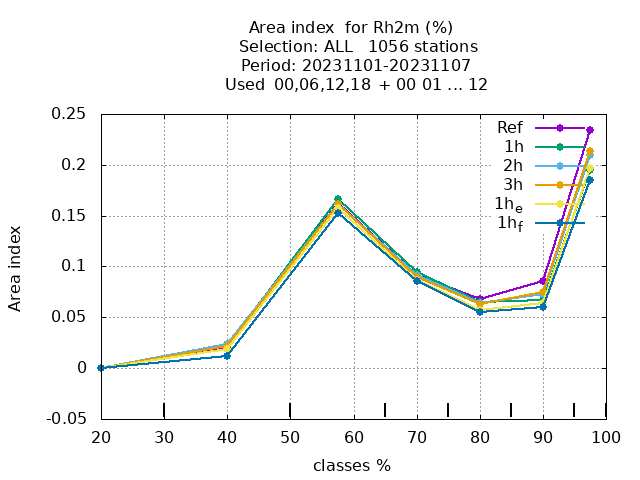 Area index  for Rh2m (%)
Selection: ALL   1056 stations
Period: 20231101-20231107
Used  00,06,12,18 + 00 01 ... 12
0.25
0.2
0.15
0.1
0.05
0
-0.05
Area index
Ref
1h
2h
3h
1h_e
1h_f
20 30 40 50 60 70 80 90 100
classes %